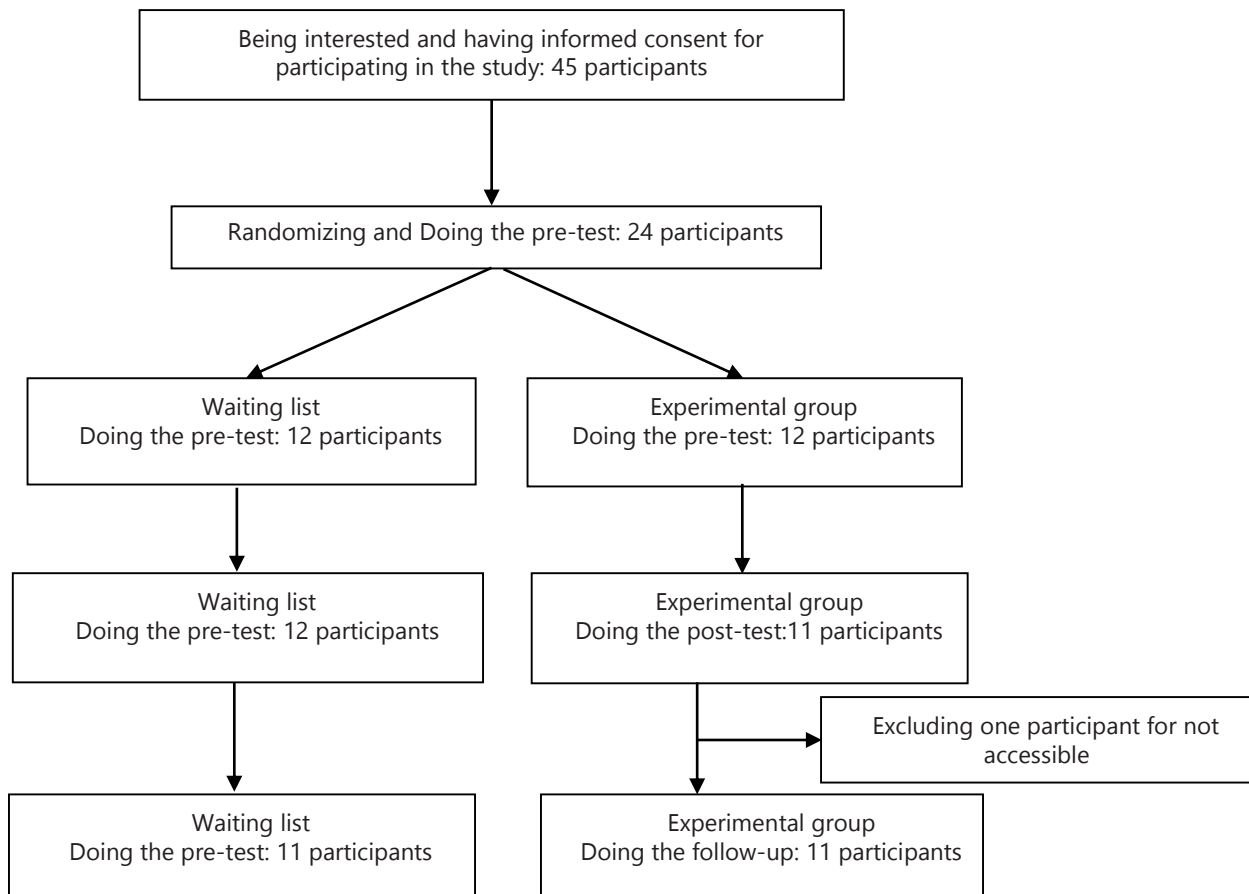 Being interested and having informed consent for
participating in the study: 45 participants
Randomizing and Doing the pre-test: 24 participants
Waiting list
Doing the pre-test: 12 participants
Experimental group
Doing the pre-test: 12 participants
Waiting list
Doing the pre-test: 12 participants
Experimental group
Doing the post-test:11 participants
Excluding one participant for not
accessible
Waiting list
Doing the pre-test: 11 participants
Experimental group
Doing the follow-up: 11 participants